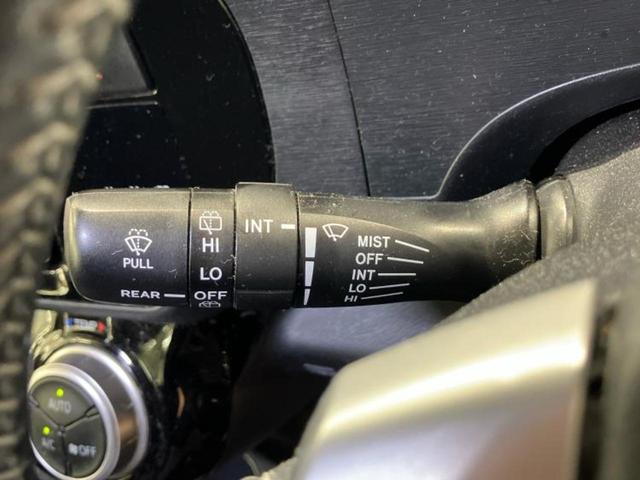 INT
MIST
OFF
INT
LO
HI
HI
LO
OFF
PULL
REAR
AUTO
A/C
OFF